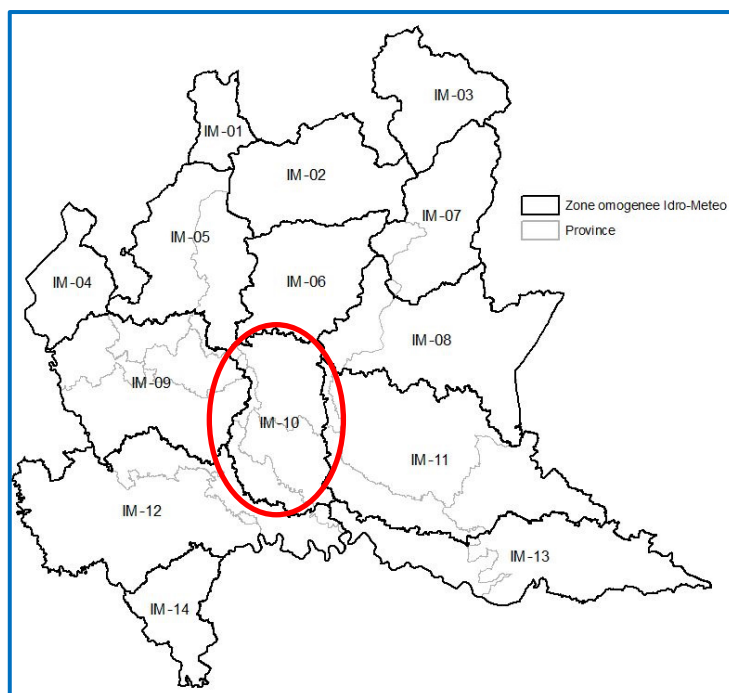 IM-03
IM-01
IM-02
IM-07
Zone omogenee Idro-Meteo
Province
IM-05
IM-04
IM-06
IM-08
IM-09
IM-10
IM-11
IM-12
IM-13
IM-14